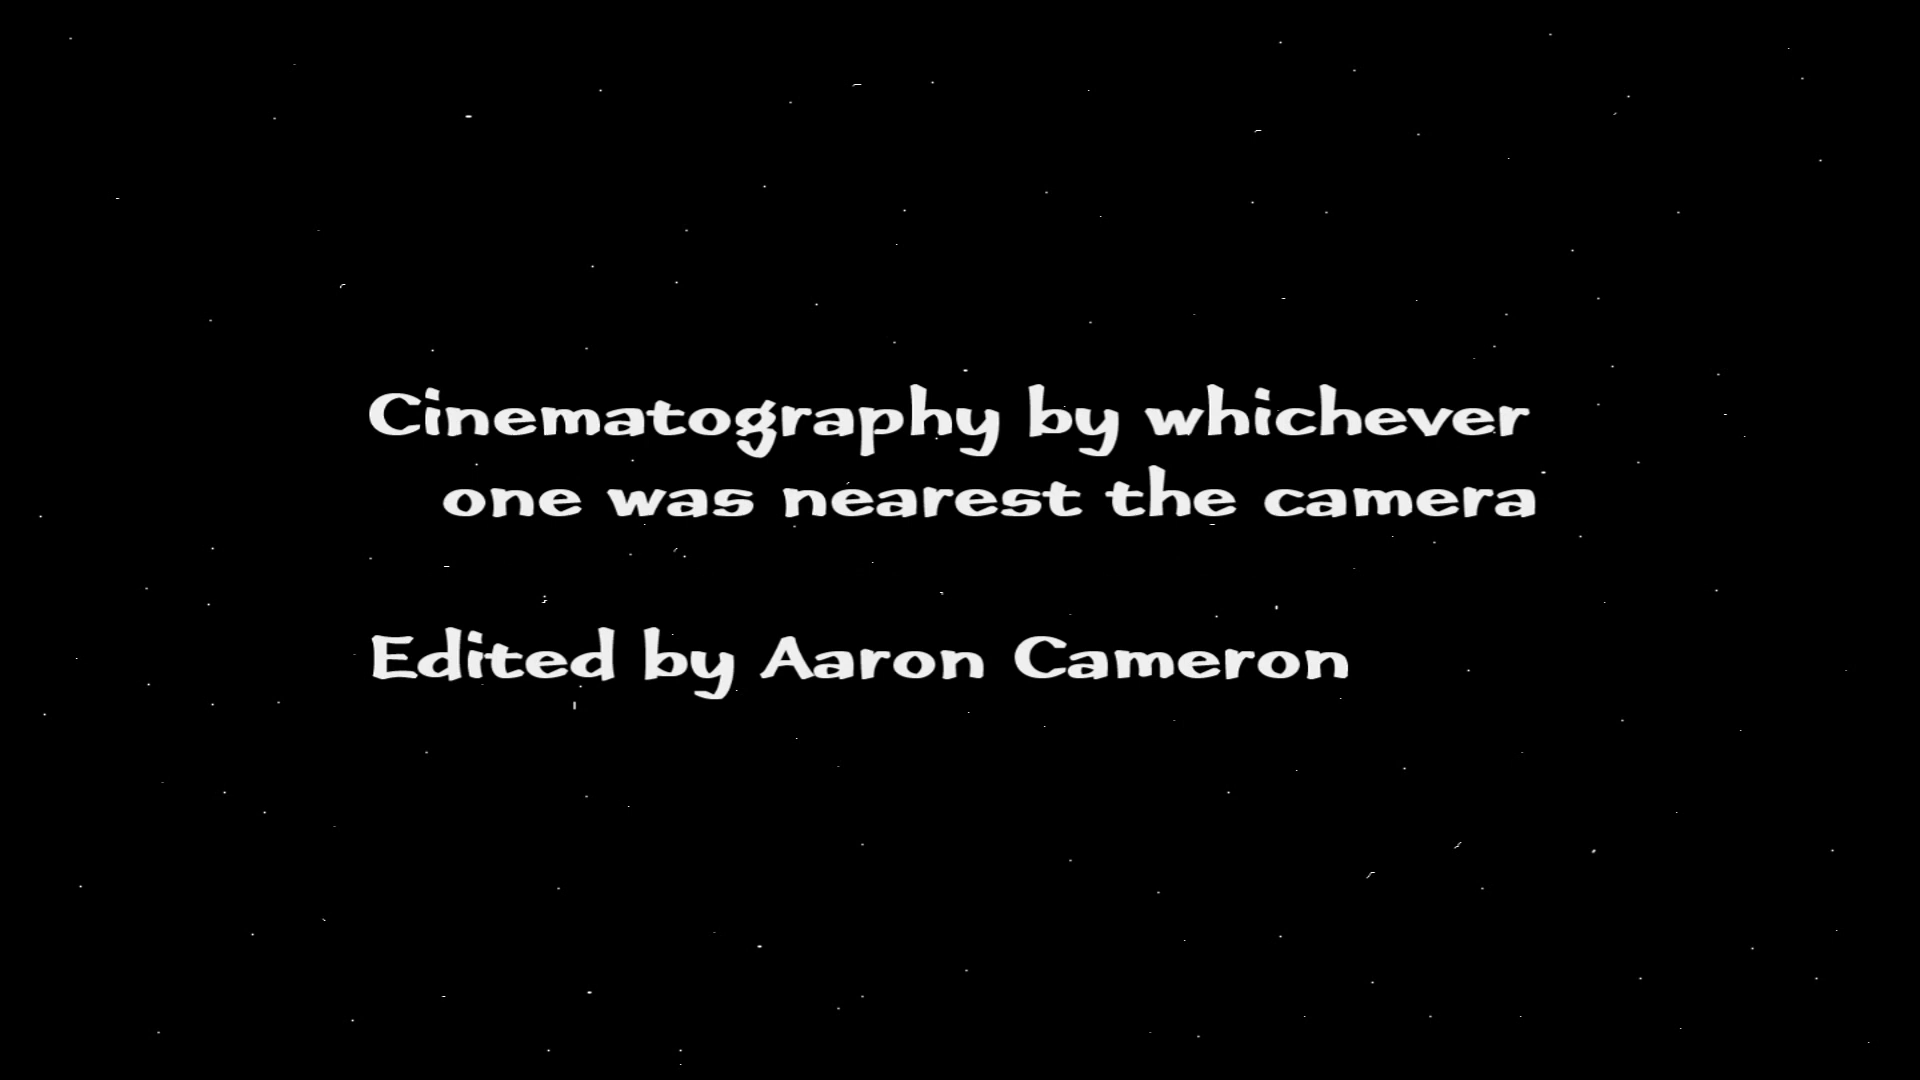 Cinematography by whichever
one was nearest the camera
Edited by Aaron Cameron